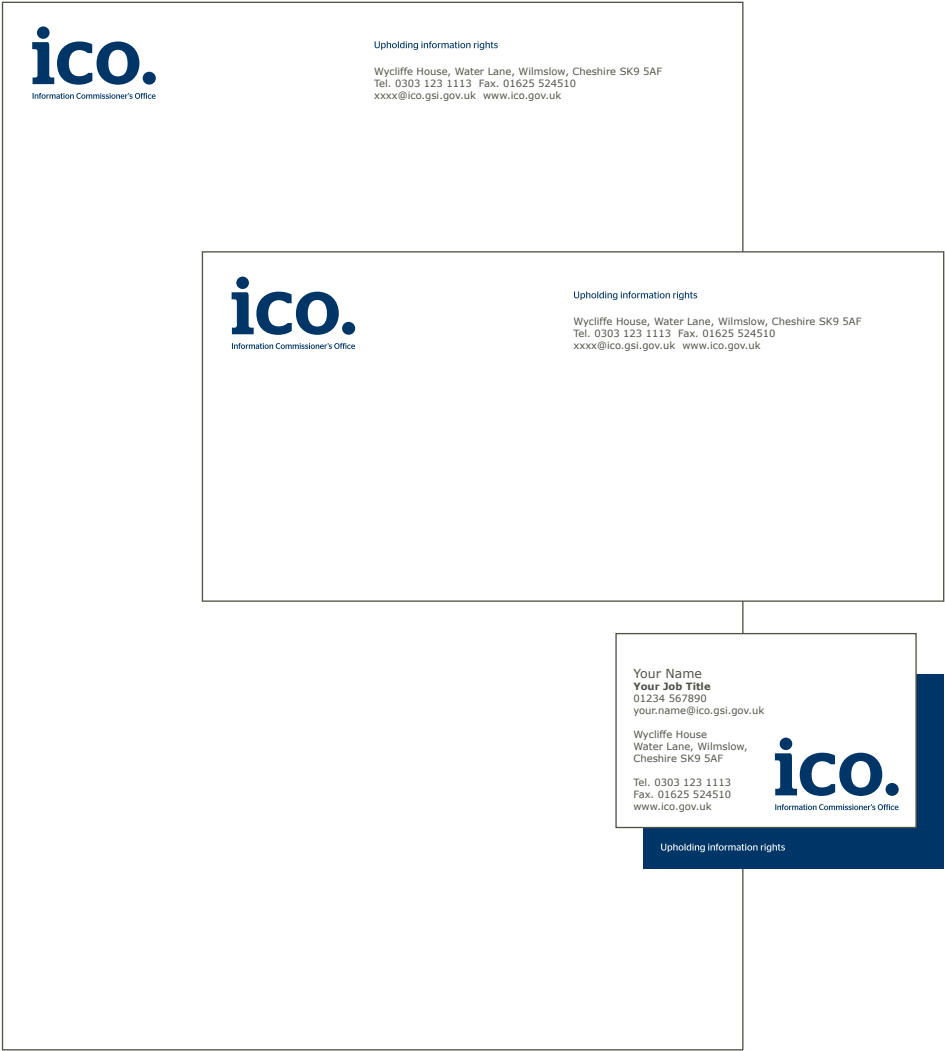 ico.
Information Commissioner's Office
Upholding information rights
Wycliffe House, Water Lane, Wilmslow, Cheshire SK9 5AF
Tel. 0303 123 1113  Fax. 01625 524510
xxxx@ico.gsi.gov.uk  www.ico.gov.uk
ico.
Information Commissioner's Office
Upholding information rights
Wycliffe House, Water Lane, Wilmslow, Cheshire SK9 5AF
Tel. 0303 123 1113  Fax. 01625 524510
xxxx@ico.gsi.gov.uk  www.ico.gov.uk
Your Name
Your Job Title
01234 567890
your.name@ico.gsi.gov.uk
Wycliffe House
Water Lane, Wilmslow,
Cheshire SK9 5AF
Tel. 0303 123 1113
Fax. 01625 524510
www.ico.gov.uk
ico.
Information Commissioner's Office
Upholding information rights